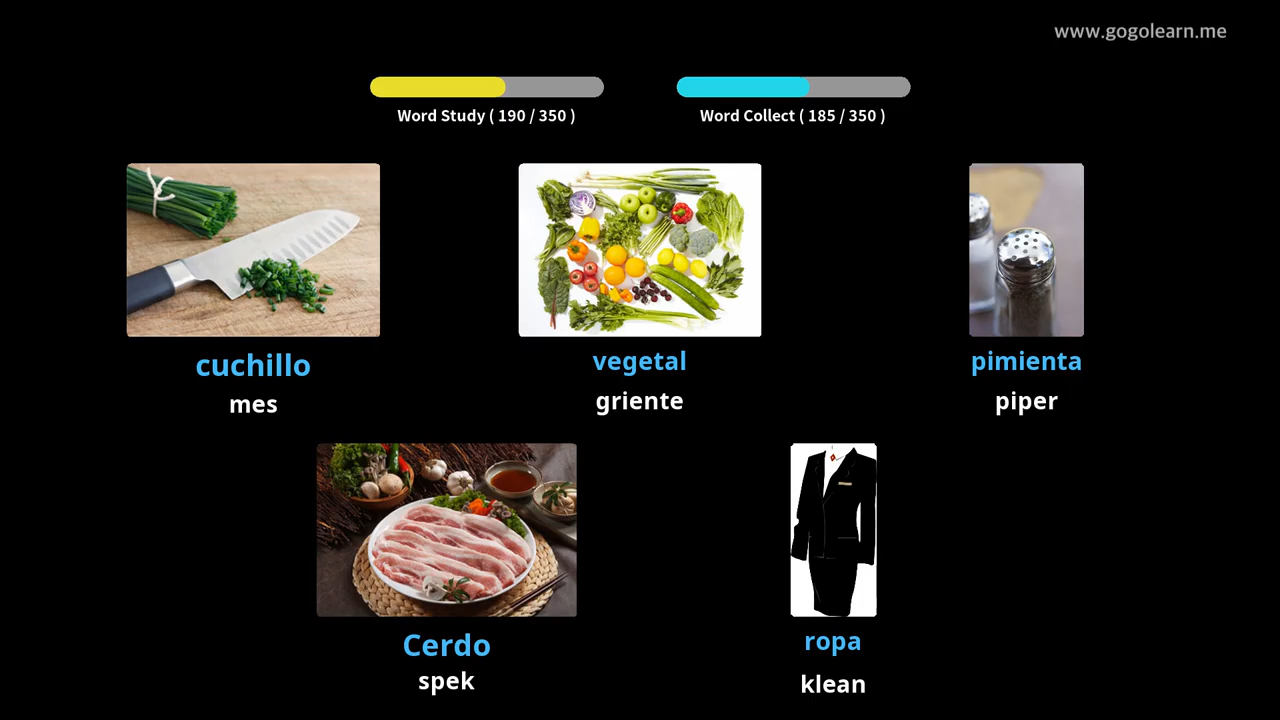 www.gogolearn.me
Word Study ( 190 / 350 )
Word Collect ( 185 / 350 )
cuchillo
mes
vegetal
griente
pimienta
piper
Cerdo
spek
ropa
klean